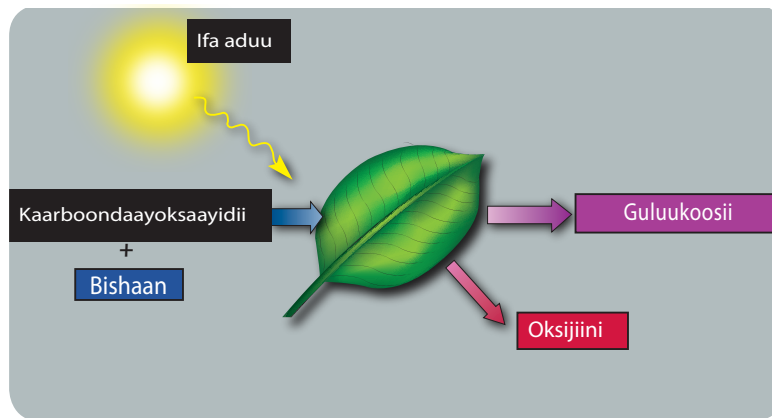 Ifa aduu
Kaarboondaayoksaayidii
+
Bishaan
Guluukoosii
Oksijiini